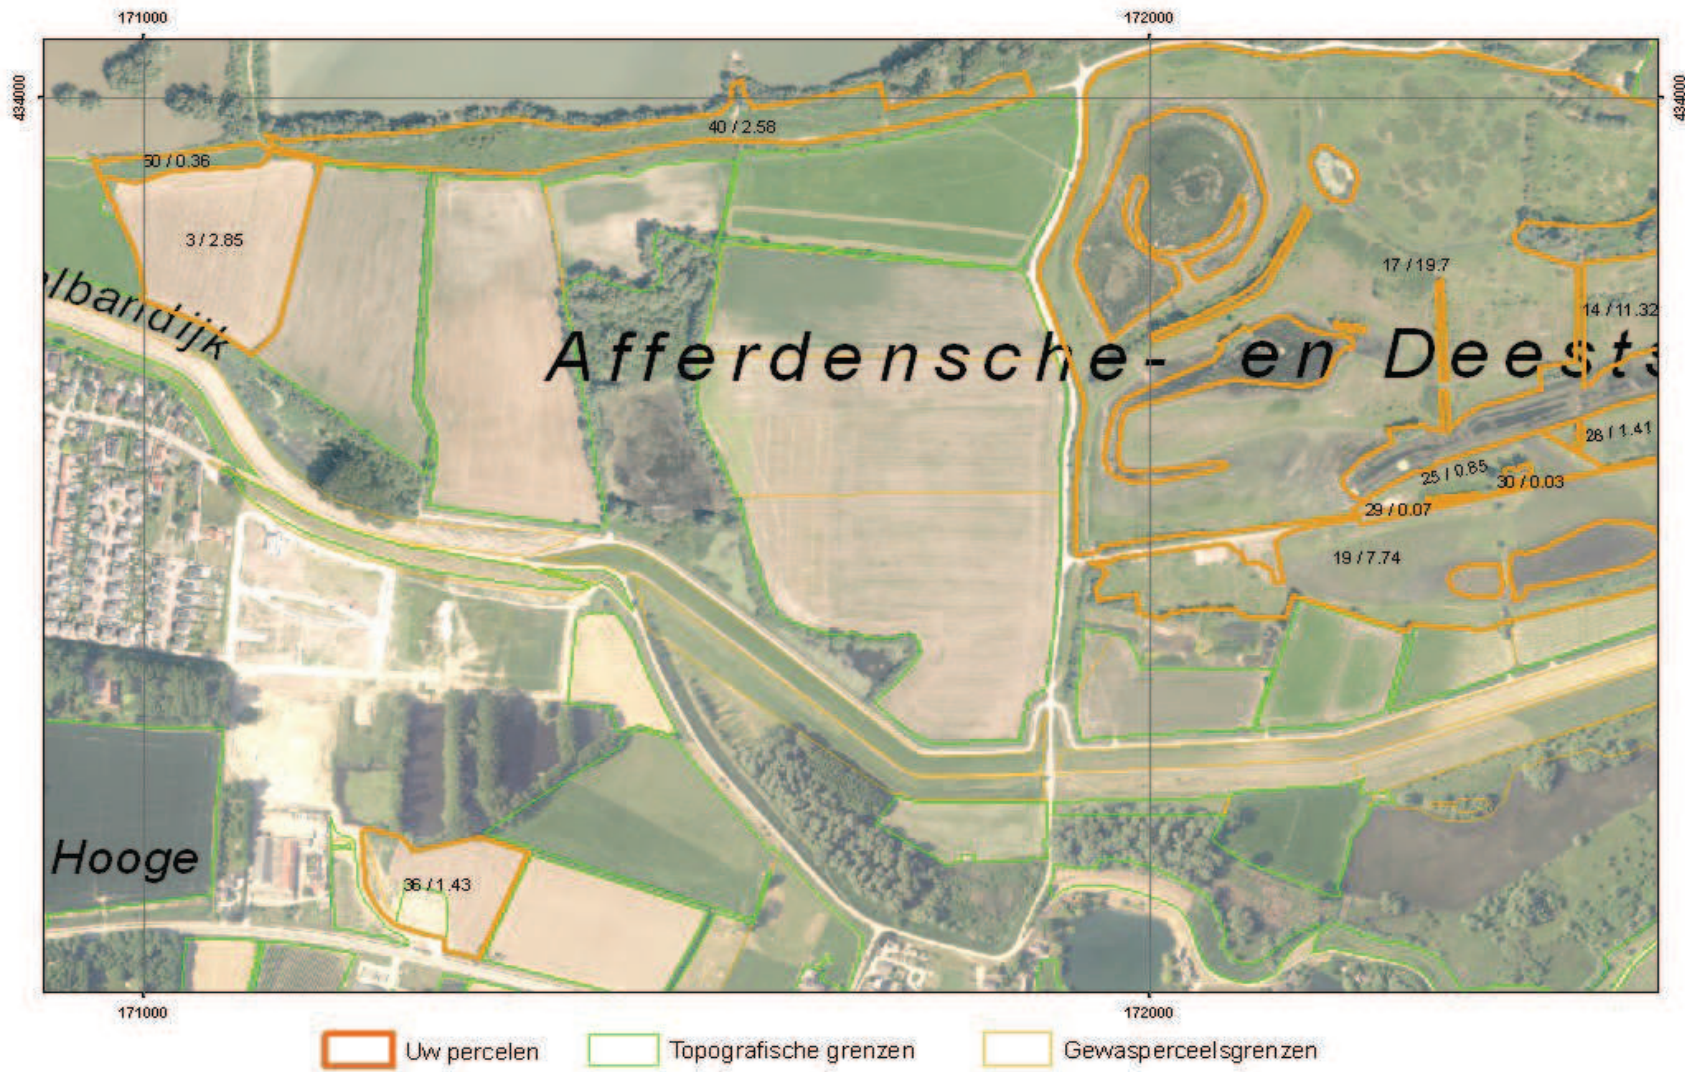 171000 172000
434000 434000
40 / 2.58
50 / 0.36
3 / 2.85
17 / 19.7
14 / 11.32
elbandijk
Afferdensche- en Deests
28 / 1.41
25 / 0.85
30 / 0.03
29 / 0.07
19 / 7.74
Hooge
36 / 1.43
171000 172000
Uw percelen Topografische grenzen Gewasperceelsgrenzen